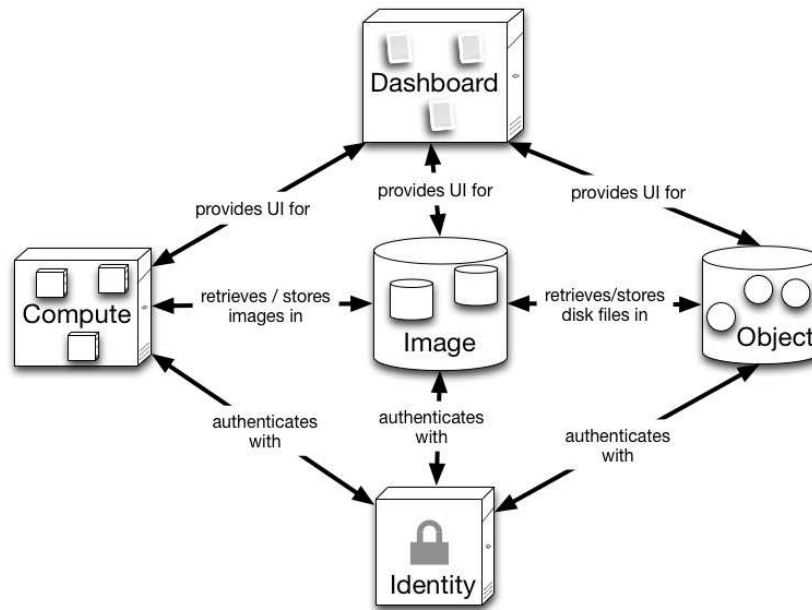 Dashboard
provides UI for
provides UI for
provides UI for
Compute
retrieves / stores
images in
Image
retrieves/stores
disk files in
Object
authenticates
with
authenticates
with
authenticates
with
Identity